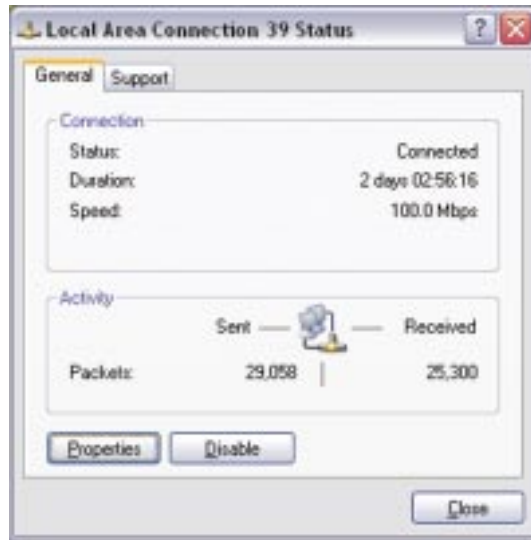 Local Area Connection 39 Status
General Support
Connection
Status: Connected
Duration: 2 days 02:56:16
Speed: 100.0 Mbps
Activity
Sent — — Received
Packets: 29,058 | 25,300
Properties Disable
Close